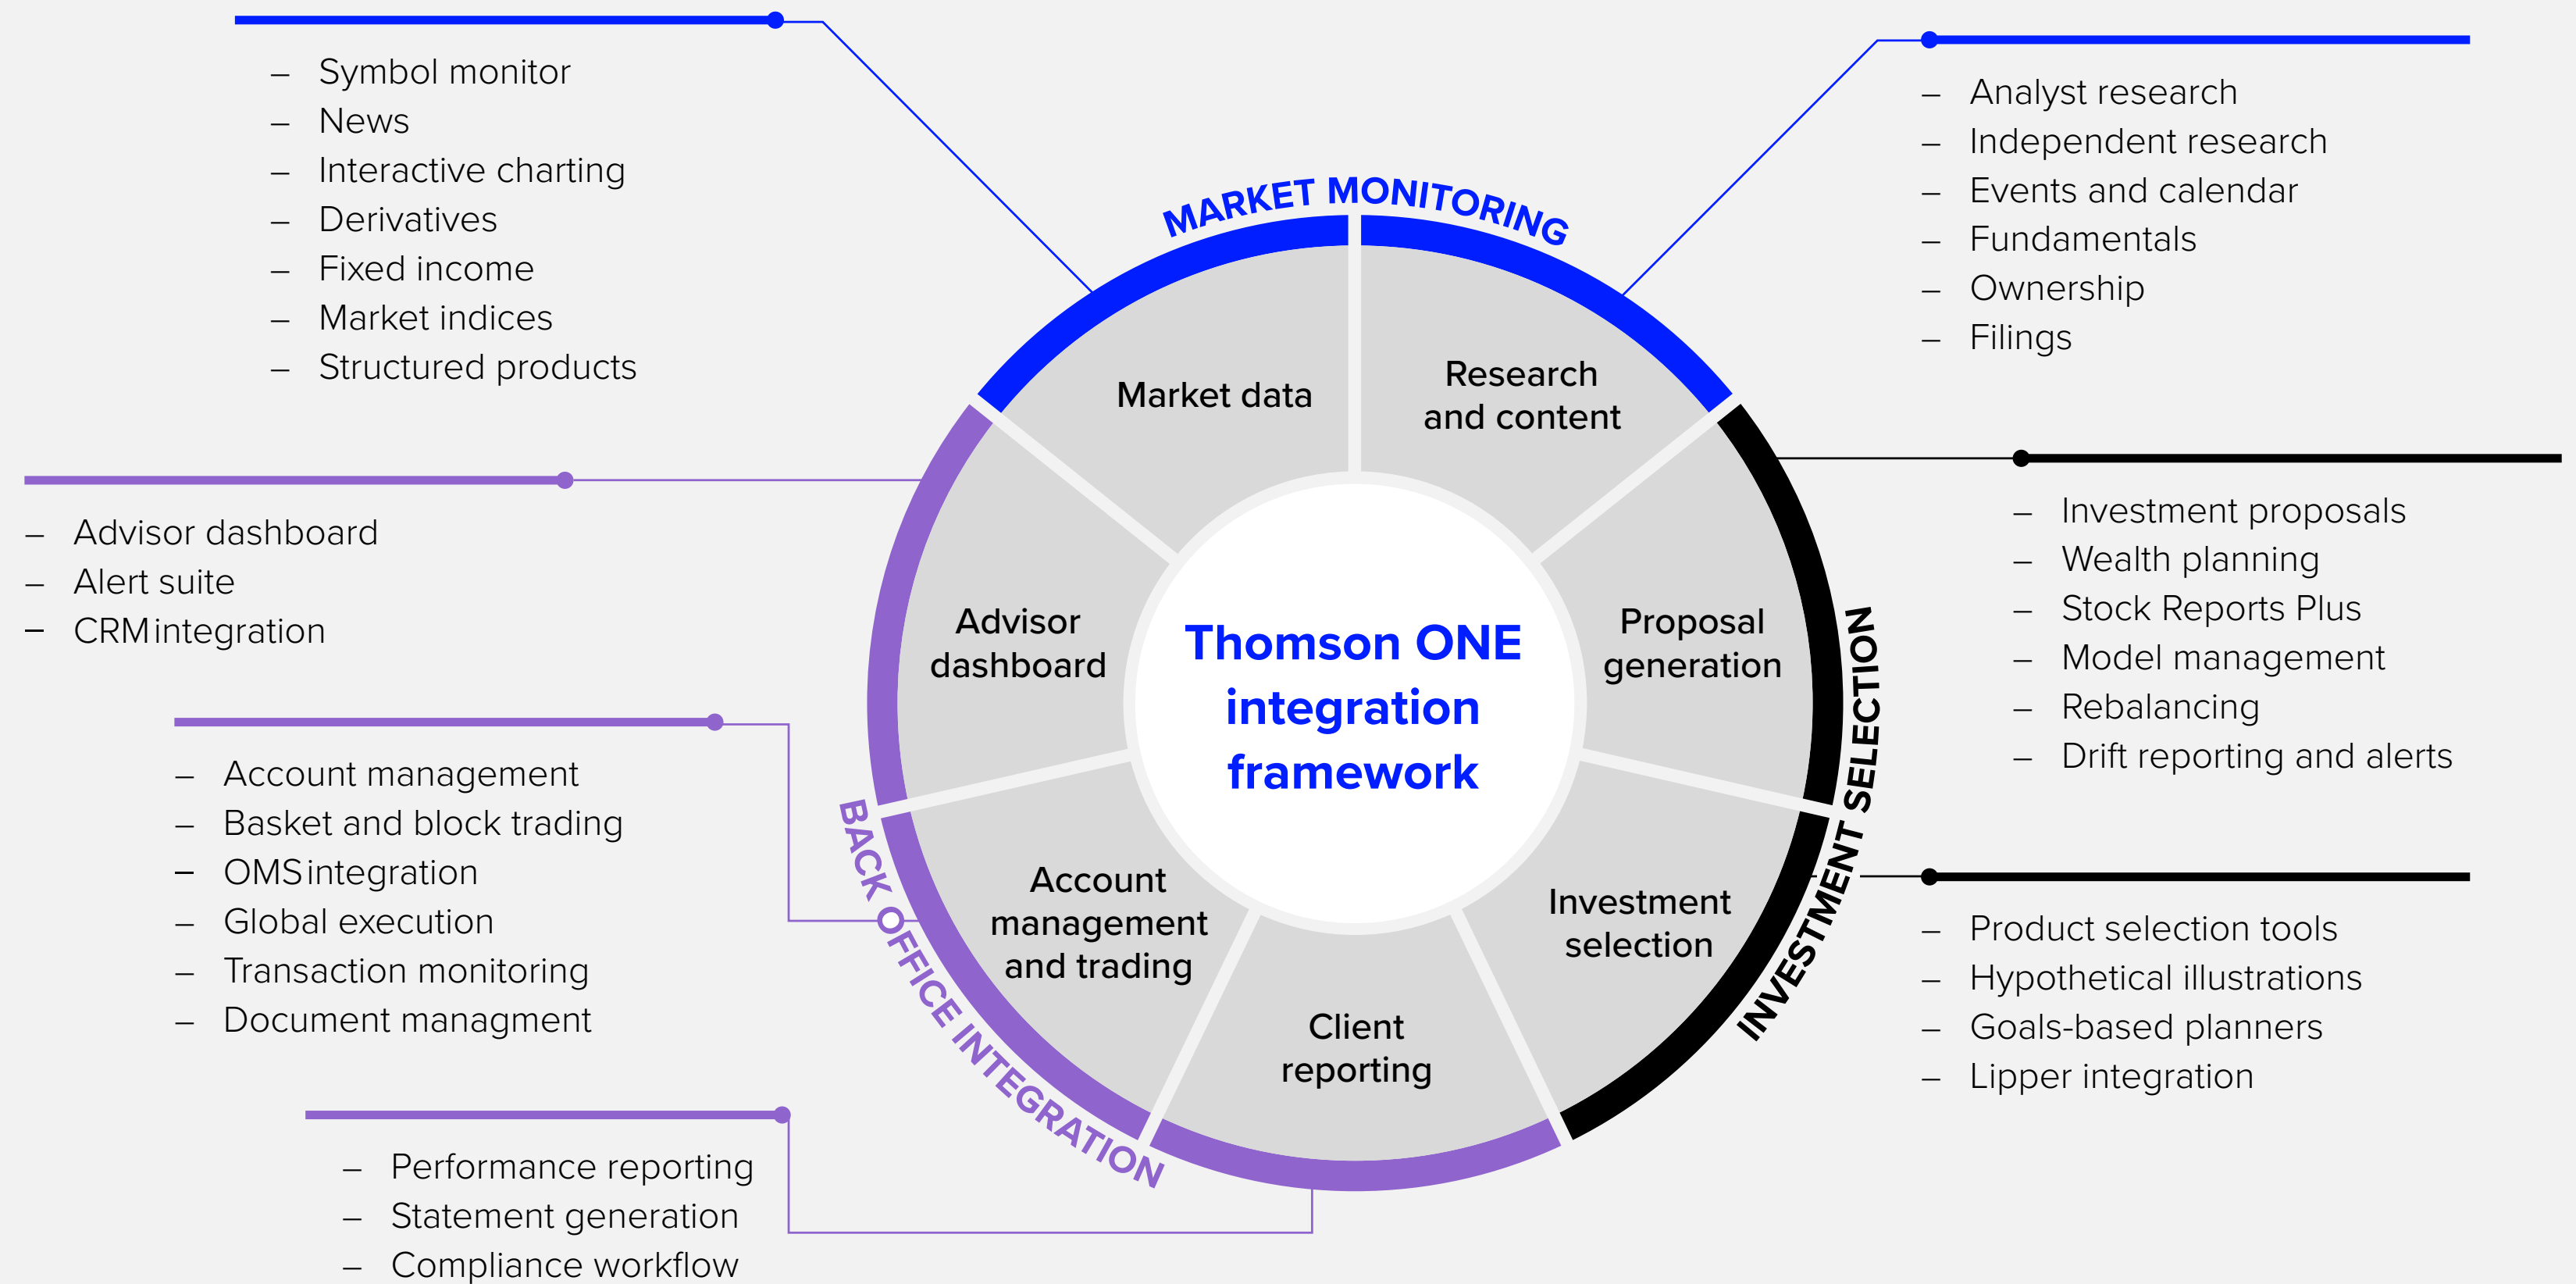 – Symbol monitor
– News
– Interactive charting
– Derivatives
– Fixed income
– Market indices
– Structured products
– Analyst research
– Independent research
– Events and calendar
– Fundamentals
– Ownership
– Filings
MARKET MONITORING
Market data
Research
and content
– Advisor dashboard
– Alert suite
– CRM integration
– Investment proposals
– Wealth planning
– Stock Reports Plus
– Model management
– Rebalancing
– Drift reporting and alerts
Advisor
dashboard
Thomson ONE
integration
framework
Proposal
generation
INVESTMENT SELECTION
– Account management
– Basket and block trading
– OMS integration
– Global execution
– Transaction monitoring
– Document managment
BACK OFFICE INTEGRATION
Account
management
and trading
Client
reporting
Investment
selection
– Product selection tools
– Hypothetical illustrations
– Goals-based planners
– Lipper integration
– Performance reporting
– Statement generation
– Compliance workflow